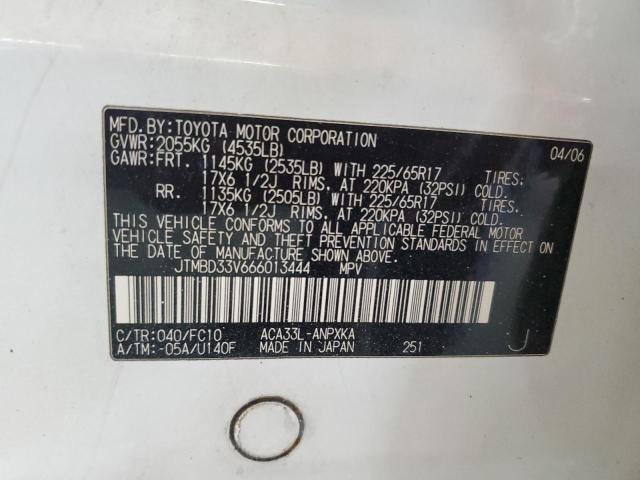 MFD.BY:TOYOTA MOTOR CORPORATION 04/06
GVWR:2055KG (4535LB)
GAWR:FRT. 1145KG (2535LB) WITH 225/65R17 TIRES;
17X6 1/2J RIMS, AT 220KPA (32PSI) COLD.
RR. 1135KG (2505LB) WITH 225/65R17 TIRES;
17X6 1/2J RIMS, AT 220KPA (32PSI) COLD.
THIS VEHICLE CONFORMS TO ALL APPLICABLE FEDERAL MOTOR
VEHICLE SAFETY AND THEFT PREVENTION STANDARDS IN EFFECT ON
THE DATE OF MANUFACTURE SHOWN ABOVE.
JTMBD33V666013444 MPV
C/TR:040/FC10 ACA33L-ANPXKA
A/TM:-05A/U140F MADE IN JAPAN 251 J